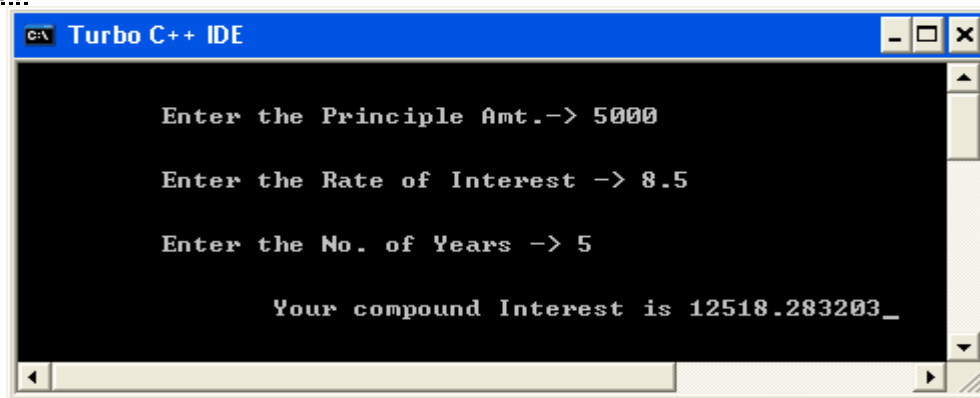 Turbo C++ IDE
Enter the Principle Amt.-> 5000
Enter the Rate of Interest -> 8.5
Enter the No. of Years -> 5
Your compound Interest is 12518.283203_